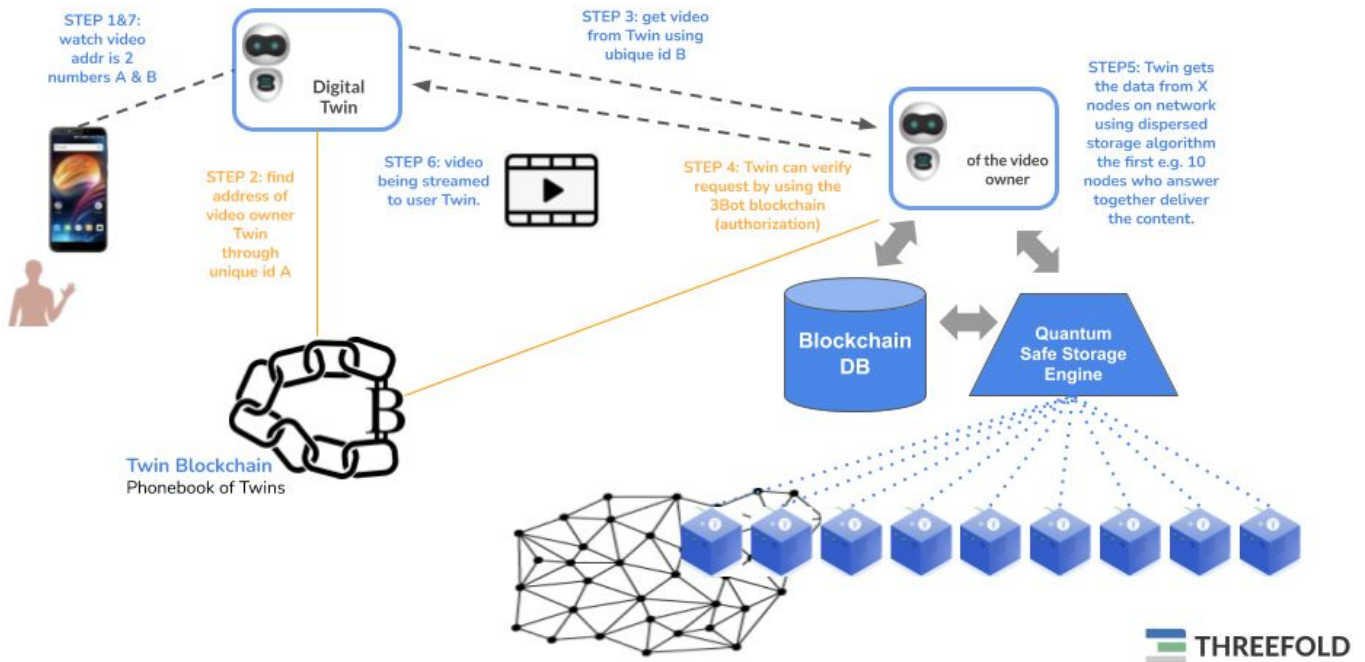 STEP 1&7:
watch video
addr is 2
numbers A & B
Digital
Twin
STEP 3: get video
from Twin using
ubique id B
of the video
owner
STEP5: Twin gets
the data from X
nodes on network
using dispersed
storage algorithm
the first e.g. 10
nodes who answer
together deliver
the content.
STEP 2: find
address of
video owner
Twin
through
unique id A
STEP 6: video
being streamed
to user Twin.
STEP 4: Twin can verify
request by using the
3Bot blockchain
(authorization)
Blockchain
DB
Quantum
Safe Storage
Engine
B
Twin Blockchain
Phonebook of Twins
THREEFOLD